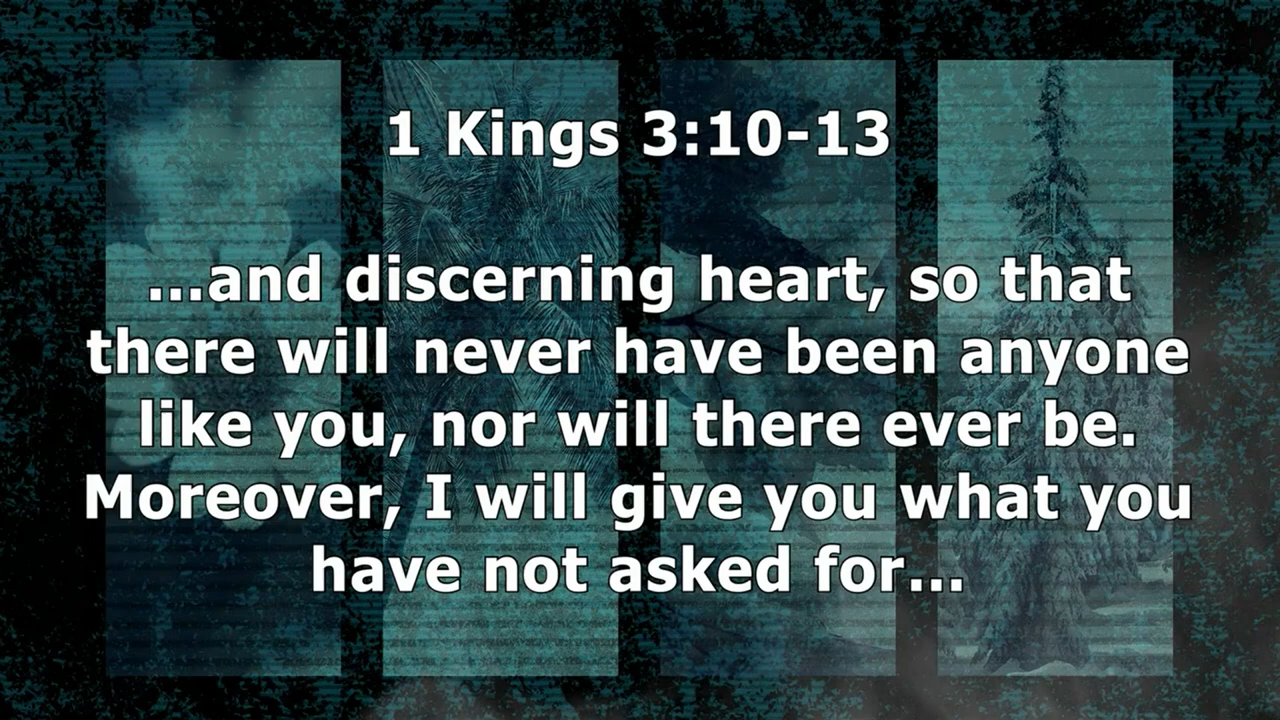 1 Kings 3:10-13
...and discerning heart, so that
there will never have been anyone
like you, nor will there ever be.
Moreover, I will give you what you
have not asked for...